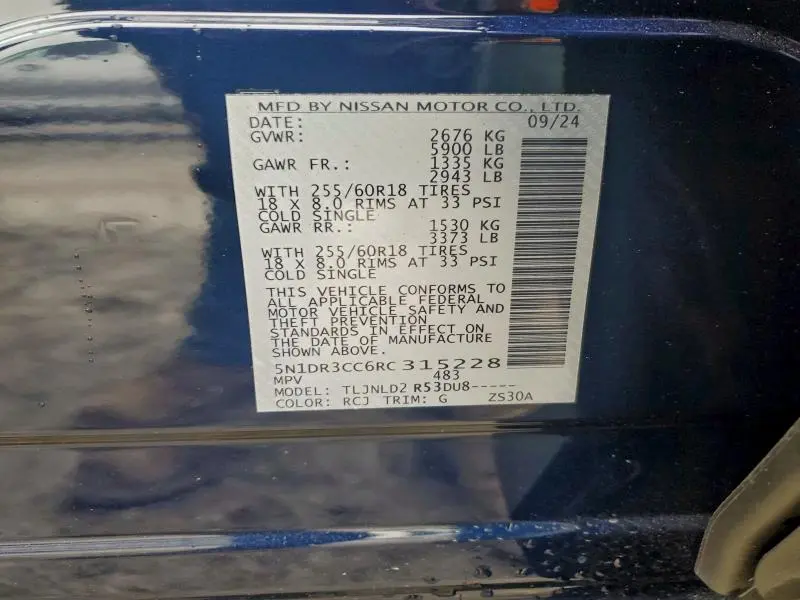 MFD BY NISSAN MOTOR CO., LTD.
DATE: 09/24
GVWR: 2676 KG
5900 LB
GAWR FR.: 1335 KG
2943 LB
WITH 255/60R18 TIRES
18 X 8.0 RIMS AT 33 PSI
COLD SINGLE
GAWR RR.: 1530 KG
3373 LB
WITH 255/60R18 TIRES
18 X 8.0 RIMS AT 33 PSI
COLD SINGLE
THIS VEHICLE CONFORMS TO
ALL APPLICABLE FEDERAL
MOTOR VEHICLE SAFETY AND
THEFT PREVENTION
STANDARDS IN EFFECT ON
THE DATE OF MANUFACTURE
SHOWN ABOVE.
5N1DR3CC6RC315228
MPV 483
MODEL: TLJNLD2 R53DU8-----
COLOR: RCJ TRIM: G ZS30A